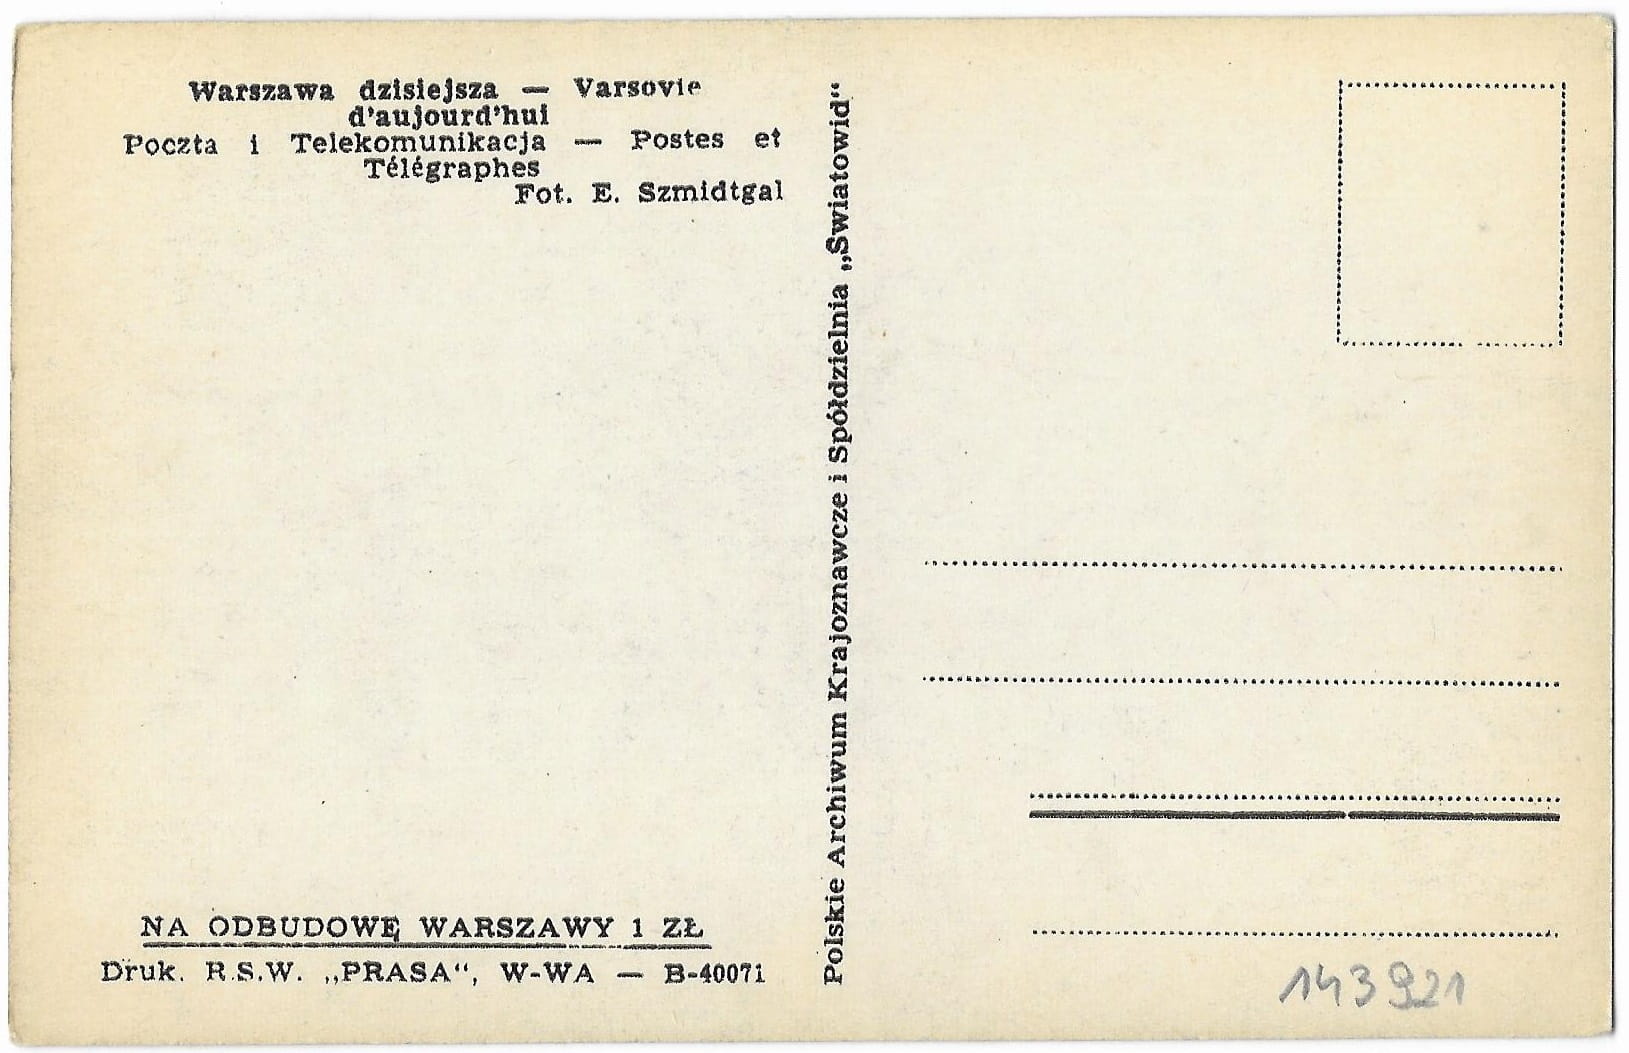 Warszawa dzisiejsza — Varsovie
d'aujourd'hui
Poczta i Telekomunikacja — Postes et
Télégraphes
Fot. E. Szmidtgal
Polskie Archiwum Krajoznawcze i Spółdzielnia „Światowid“
NA ODBUDOWĘ WARSZAWY 1 ZŁ
Druk. R.S.W. „PRASA“, W-WA — B-40071
143921